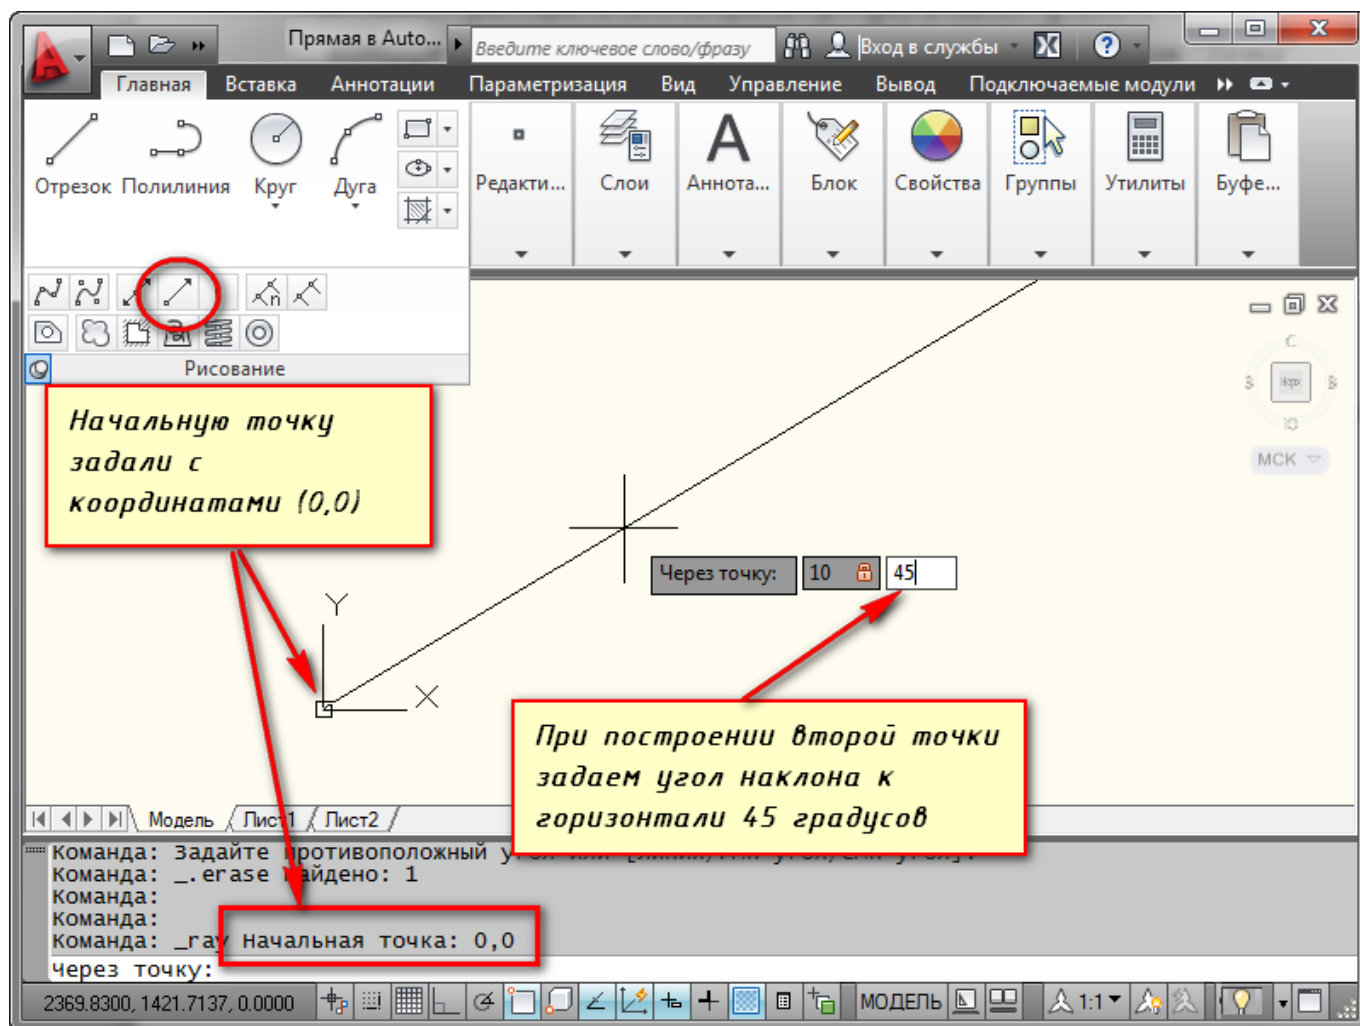 Прямая в Auto...
Введите ключевое слово/фразу
Вход в службы
Главная Вставка Аннотации Параметризация Вид Управление Вывод Подключаемые модули
Отрезок Полилиния Круг Дуга
Редакти... Слои Аннота... Блок Свойства Группы Утилиты Буфе...
Рисование
Начальную точку
задали с
координатами (0,0)
С
З В
Ю
МСК
Через точку: 10 45
Y
X
При построении второй точки
задаем угол наклона к
горизонтали 45 градусов
Модель Лист1 Лист2
Команда: Задайте противоположный
Команда: _.erase найдено: 1
Команда:
Команда:
Команда: _ray Начальная точка: 0,0
Через точку:
2369.8300, 1421.7137, 0.0000 МОДЕЛЬ 1:1